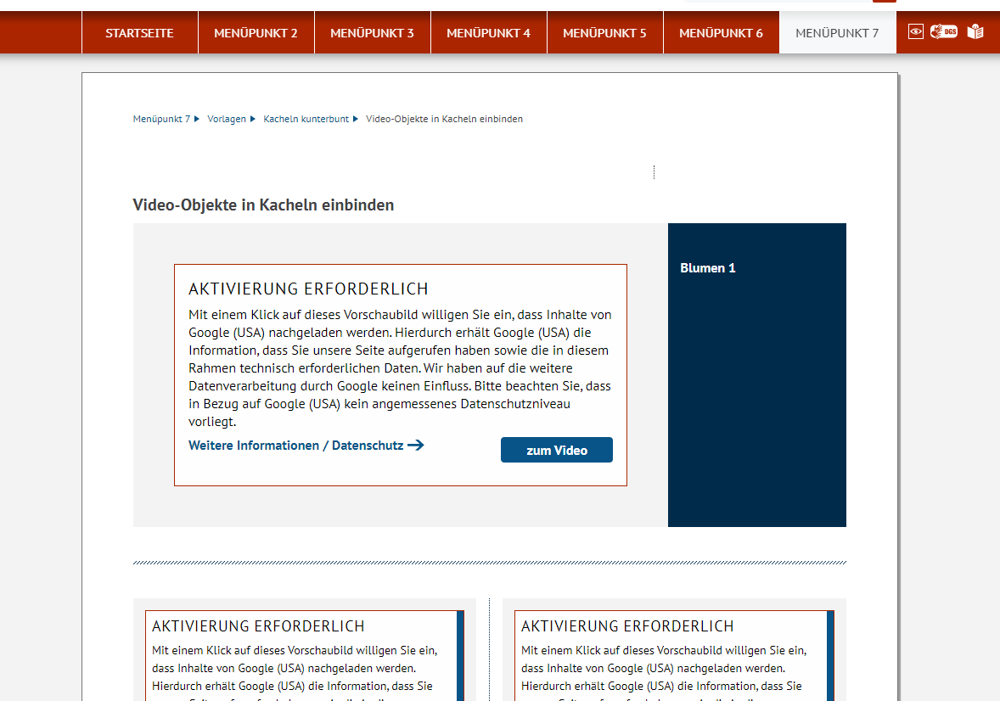 STARTSEITE MENÜPUNKT 2 MENÜPUNKT 3 MENÜPUNKT 4 MENÜPUNKT 5 MENÜPUNKT 6 MENÜPUNKT 7 DGS
Menüpunkt 7 Vorlagen Kacheln kunterbunt Video-Objekte in Kacheln einbinden
Video-Objekte in Kacheln einbinden
AKTIVIERUNG ERFORDERLICH
Mit einem Klick auf dieses Vorschaubild willigen Sie ein, dass Inhalte von
Google (USA) nachgeladen werden. Hierdurch erhält Google (USA) die
Information, dass Sie unsere Seite aufgerufen haben sowie die in diesem
Rahmen technisch erforderlichen Daten. Wir haben auf die weitere
Datenverarbeitung durch Google keinen Einfluss. Bitte beachten Sie, dass
in Bezug auf Google (USA) kein angemessenes Datenschutzniveau
vorliegt.
Weitere Informationen / Datenschutz
zum Video
Blumen 1
AKTIVIERUNG ERFORDERLICH
Mit einem Klick auf dieses Vorschaubild willigen Sie ein,
dass Inhalte von Google (USA) nachgeladen werden.
Hierdurch erhält Google (USA) die Information, dass Sie
AKTIVIERUNG ERFORDERLICH
Mit einem Klick auf dieses Vorschaubild willigen Sie ein,
dass Inhalte von Google (USA) nachgeladen werden.
Hierdurch erhält Google (USA) die Information, dass Sie